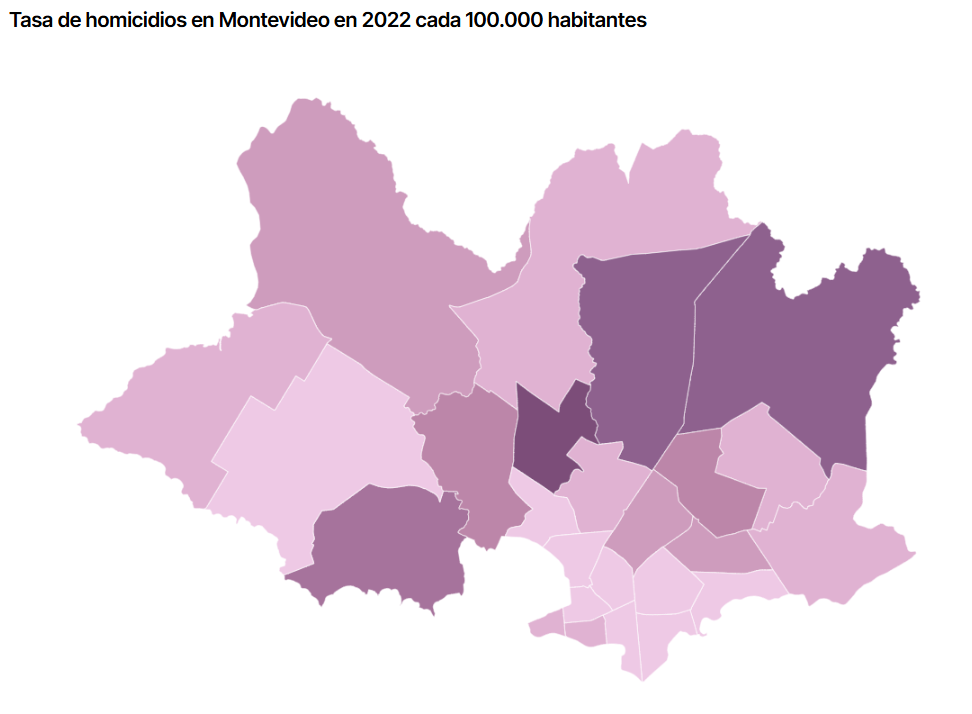 Tasa de homicidios en Montevideo en 2022 cada 100.000 habitantes